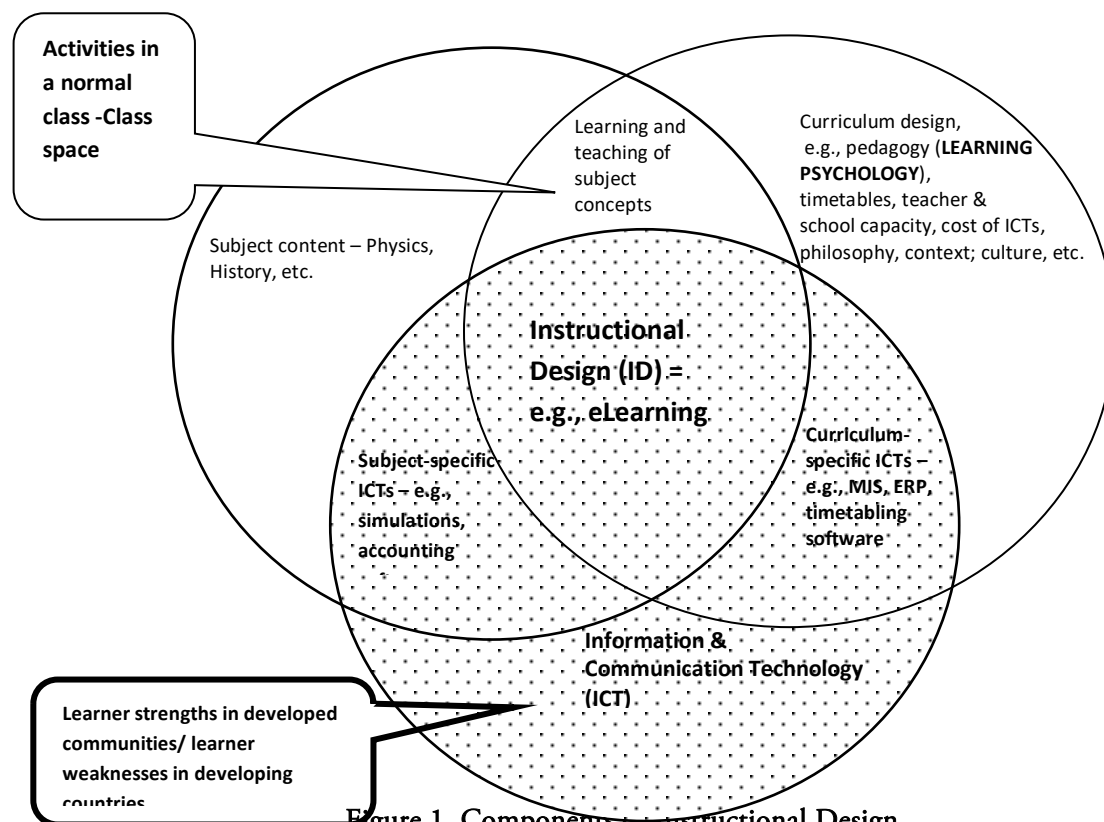 Activities in
a normal
class -Class
space
Learning and
teaching of
subject
concepts
Curriculum design,
e.g., pedagogy (LEARNING
PSYCHOLOGY),
timetables, teacher &
school capacity, cost of ICTs,
philosophy, context; culture, etc.
Subject content – Physics,
History, etc.
Instructional
Design (ID) =
e.g., eLearning
Subject-specific
ICTs – e.g.,
simulations,
accounting
Curriculum-
specific ICTs –
e.g., MIS, ERP,
timetabling
software
Information &
Communication Technology
(ICT)
Learner strengths in developed
communities/ learner
weaknesses in developing
countries
Figure 1. Components Instructional Design